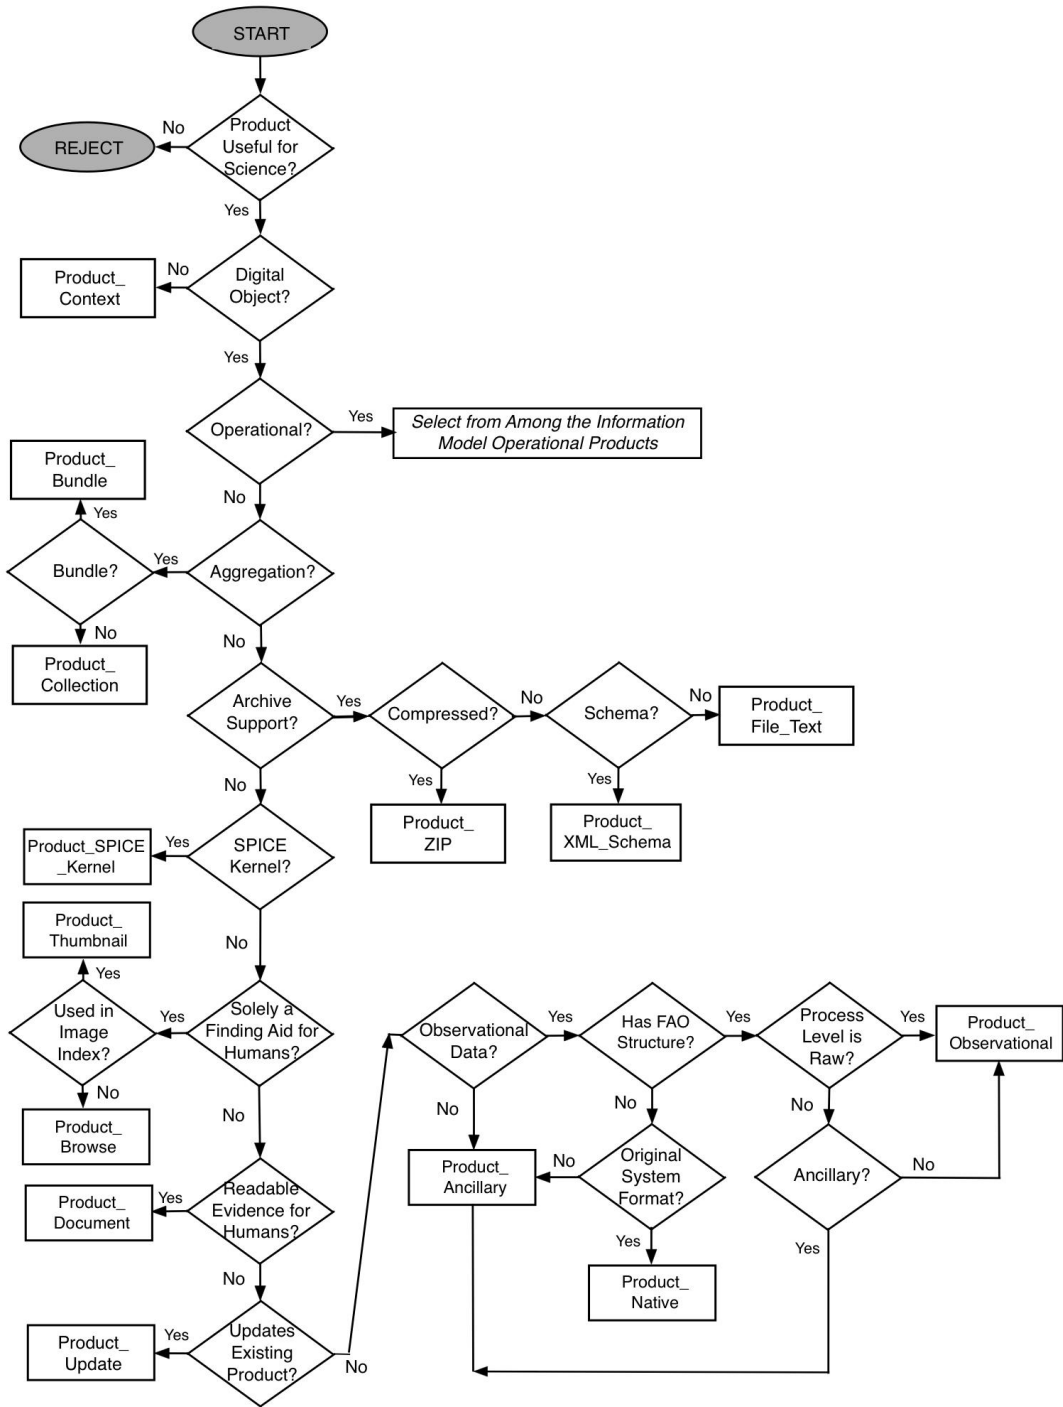 START
Product
Useful for
Science?
No
REJECT
Yes
Digital
Object?
No
Product_
Context
Yes
Operational?
Yes
Select from Among the Information
Model Operational Products
No
Aggregation?
Yes
Bundle?
Yes
Product_
Bundle
No
Product_
Collection
No
Archive
Support?
Yes
Compressed?
No
Schema?
No
Product_
File_Text
Yes
Product_
ZIP
Yes
Product_
XML_Schema
No
SPICE
Kernel?
Yes
Product_SPICE
_Kernel
No
Solely a
Finding Aid for
Humans?
Yes
Used in
Image
Index?
Yes
Product_
Thumbnail
No
Product_
Browse
No
Readable
Evidence for
Humans?
Yes
Product_
Document
No
Updates
Existing
Product?
Yes
Product_
Update
No
Observational
Data?
Yes
Has FAO
Structure?
Yes
Process
Level is
Raw?
Yes
Product_
Observational
No
Product_
Ancillary
No
No
Original
System
Format?
Yes
Product_
Native
No
Ancillary?
No
Yes